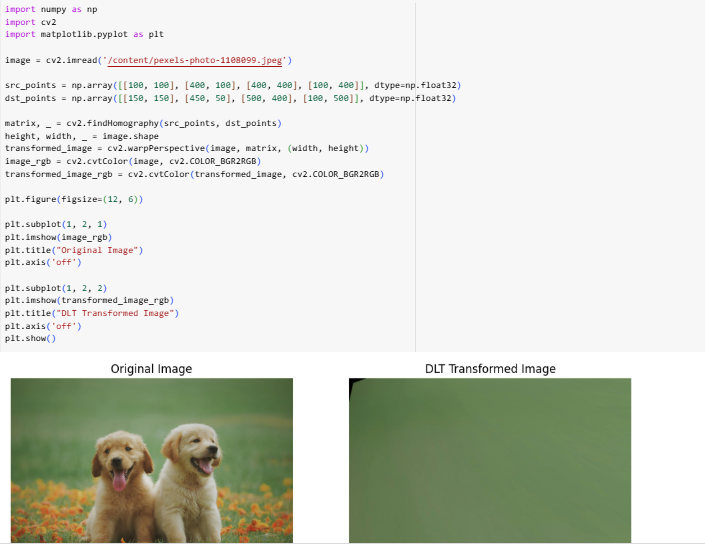 import numpy as np
import cv2
import matplotlib.pyplot as plt
image = cv2.imread('/content/pexels-photo-1108099.jpeg')
src_points = np.array([[100, 100], [400, 100], [400, 400], [100, 400]], dtype=np.float32)
dst_points = np.array([[150, 150], [450, 50], [500, 400], [100, 500]], dtype=np.float32)
matrix, _ = cv2.findHomography(src_points, dst_points)
height, width, _ = image.shape
transformed_image = cv2.warpPerspective(image, matrix, (width, height))
image_rgb = cv2.cvtColor(image, cv2.COLOR_BGR2RGB)
transformed_image_rgb = cv2.cvtColor(transformed_image, cv2.COLOR_BGR2RGB)
plt.figure(figsize=(12, 6))
plt.subplot(1, 2, 1)
plt.imshow(image_rgb)
plt.title("Original Image")
plt.axis('off')
plt.subplot(1, 2, 2)
plt.imshow(transformed_image_rgb)
plt.title("DLT Transformed Image")
plt.axis('off')
plt.show()
Original Image
DLT Transformed Image